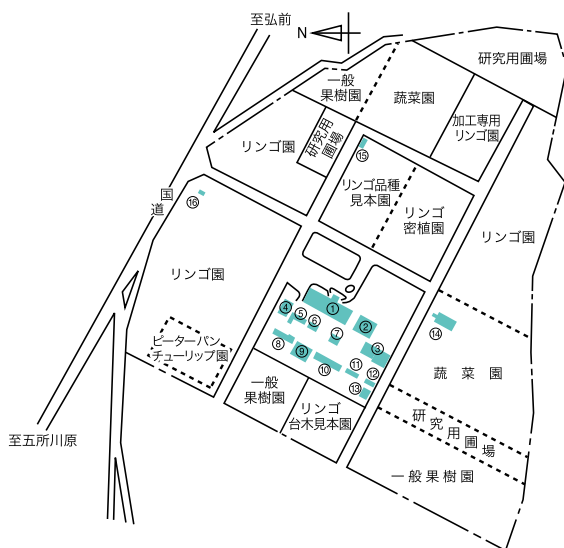 至弘前
N
研究用圃場
一般
果樹園
蔬菜園
加工専用
リンゴ園
リンゴ園
研究用
圃場
⑮
リンゴ品種
見本園
リンゴ
密植園
リンゴ園
国道
⑯
リンゴ園
①
②
③
④
⑤
⑥
⑦
⑧
⑨
⑩
⑪
⑫
⑬
⑭
ピーターパン
チューリップ園
蔬菜園
一般
果樹園
リンゴ
台木見本園
研究用圃場
一般果樹園
至五所川原